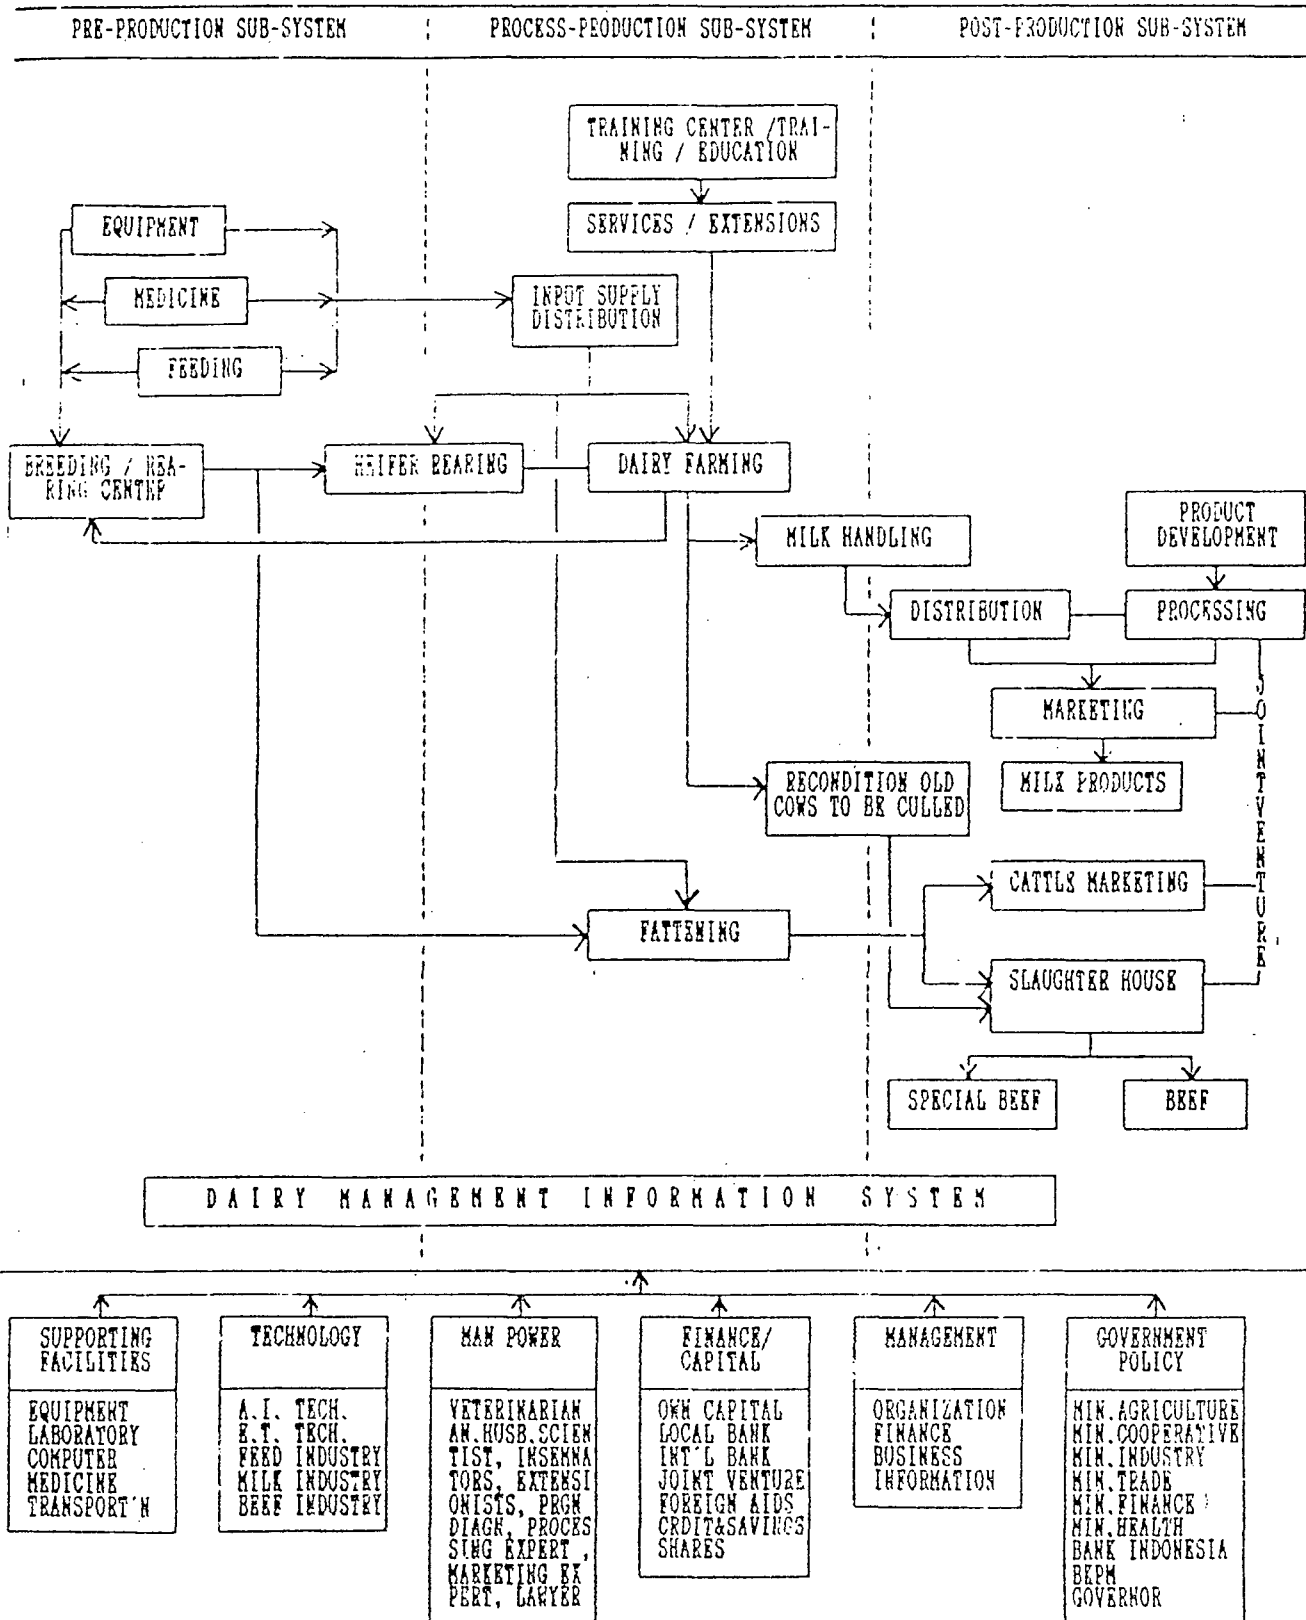 PRE-PRODUCTION SUB-SYSTEM
PROCESS-PRODUCTION SUB-SYSTEM
POST-PRODUCTION SUB-SYSTEM
TRAINING CENTER /TRAI-
NING / EDUCATION
SERVICES / EXTENSIONS
EQUIPMENT
MEDICINE
FEEDING
INPUT SUPPLY
DISTRIBUTION
BREEDING / REA-
RING CENTER
HEIFER REARING
DAIRY FARMING
MILK HANDLING
PRODUCT
DEVELOPMENT
DISTRIBUTION
PROCESSING
MARKETING
MILK PRODUCTS
JOINTVENTURE
RECONDITION OLD
COWS TO BE CULLED
CATTLE MARKETING
FATTENING
SLAUGHTER HOUSE
SPECIAL BEEF
BEEF
DAIRY MANAGEMENT INFORMATION SYSTEM
SUPPORTING
FACILITIES
EQUIPMENT
LABORATORY
COMPUTER
MEDICINE
TRANSPORT'N
TECHNOLOGY
A.I. TECH.
E.T. TECH.
FEED INDUSTRY
MILK INDUSTRY
BEEF INDUSTRY
MAN POWER
VETERINARIAN
AN.HUSB.SCIEN
TIST, INSEMNA
TORS, EXTENSI
ONISTS, PRGN
DIAGN, PROCES
SING EXPERT ,
MARKETING EX
PERT, LAWYER
FINANCE/
CAPITAL
OWN CAPITAL
LOCAL BANK
INT'L BANK
JOINT VENTURE
FOREIGN AIDS
CRDIT&SAVINGS
SHARES
MANAGEMENT
ORGANIZATION
FINANCE
BUSINESS
INFORMATION
GOVERNMENT
POLICY
MIN.AGRICULTURE
MIN.COOPERATIVE
MIN.INDUSTRY
MIN.TRADE
MIN.FINANCE
MIN.HEALTH
BANK INDONESIA
BKPM
GOVERNOR